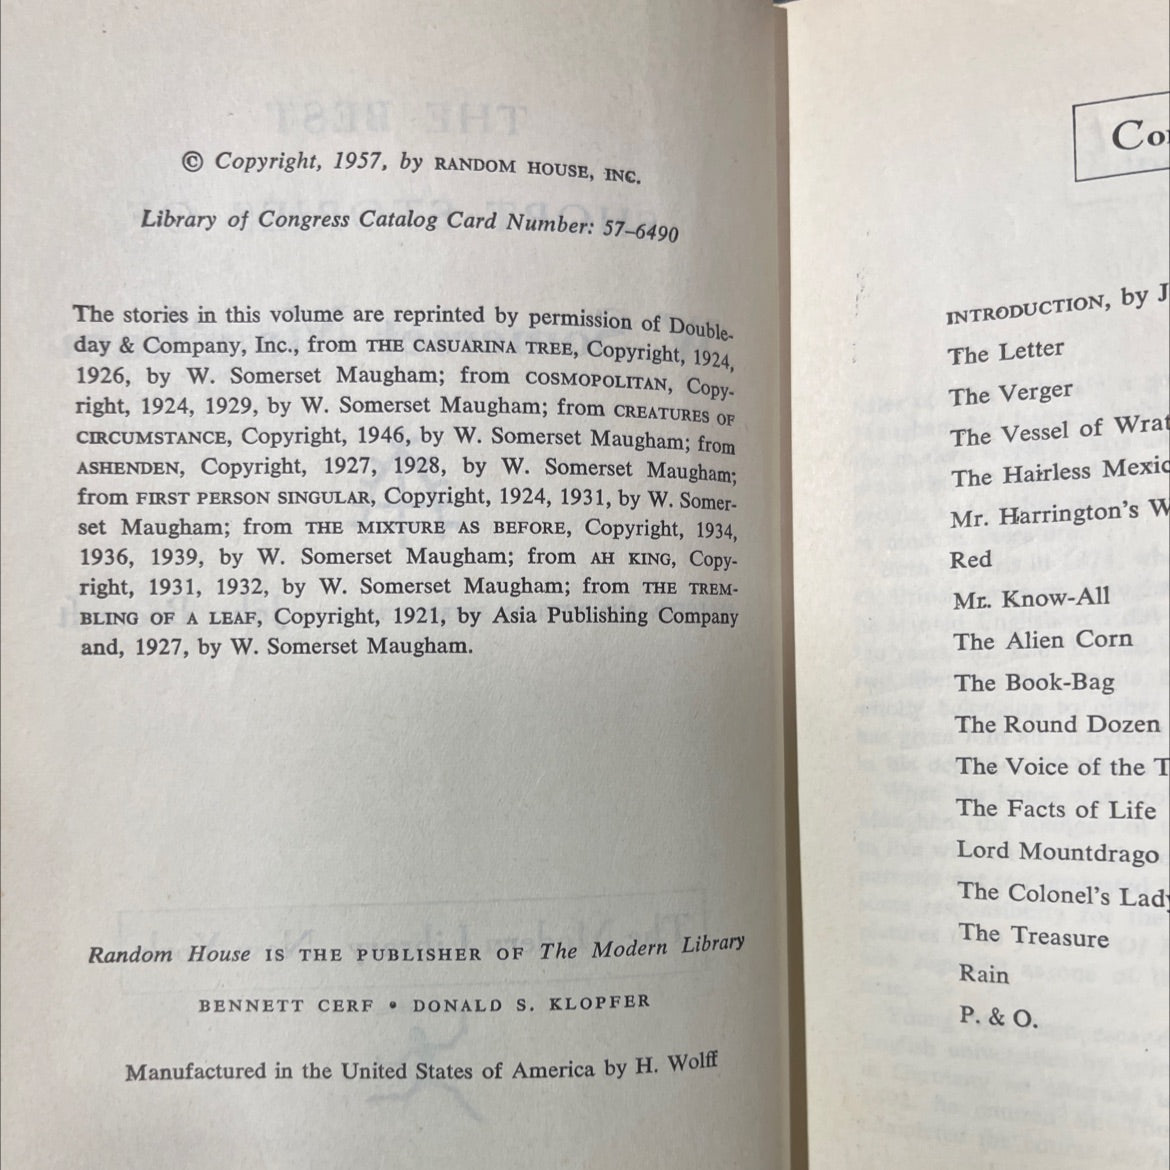 © Copyright, 1957, by RANDOM HOUSE, INC.
Library of Congress Catalog Card Number: 57–6490
The stories in this volume are reprinted by permission of Double-
day & Company, Inc., from THE CASUARINA TREE, Copyright, 1924,
1926, by W. Somerset Maugham; from COSMOPOLITAN, Copy-
right, 1924, 1929, by W. Somerset Maugham; from CREATURES OF
CIRCUMSTANCE, Copyright, 1946, by W. Somerset Maugham; from
ASHENDEN, Copyright, 1927, 1928, by W. Somerset Maugham;
from FIRST PERSON SINGULAR, Copyright, 1924, 1931, by W. Somer-
set Maugham; from THE MIXTURE AS BEFORE, Copyright, 1934,
1936, 1939, by W. Somerset Maugham; from AH KING, Copy-
right, 1931, 1932, by W. Somerset Maugham; from THE TREM-
BLING OF A LEAF, Copyright, 1921, by Asia Publishing Company
and, 1927, by W. Somerset Maugham.
Random House IS THE PUBLISHER OF The Modern Library
BENNETT CERF • DONALD S. KLOPFER
Manufactured in the United States of America by H. Wolff
INTRODUCTION, by
The Letter
The Verger
The Vessel of
The Hairless
Mr. Harrington's
Red
Mr. Know-All
The Alien Corn
The Book-Bag
The Round Dozen
The Voice of the
The Facts of Life
Lord Mountdrago
The Colonel's
The Treasure
Rain
P. & O.